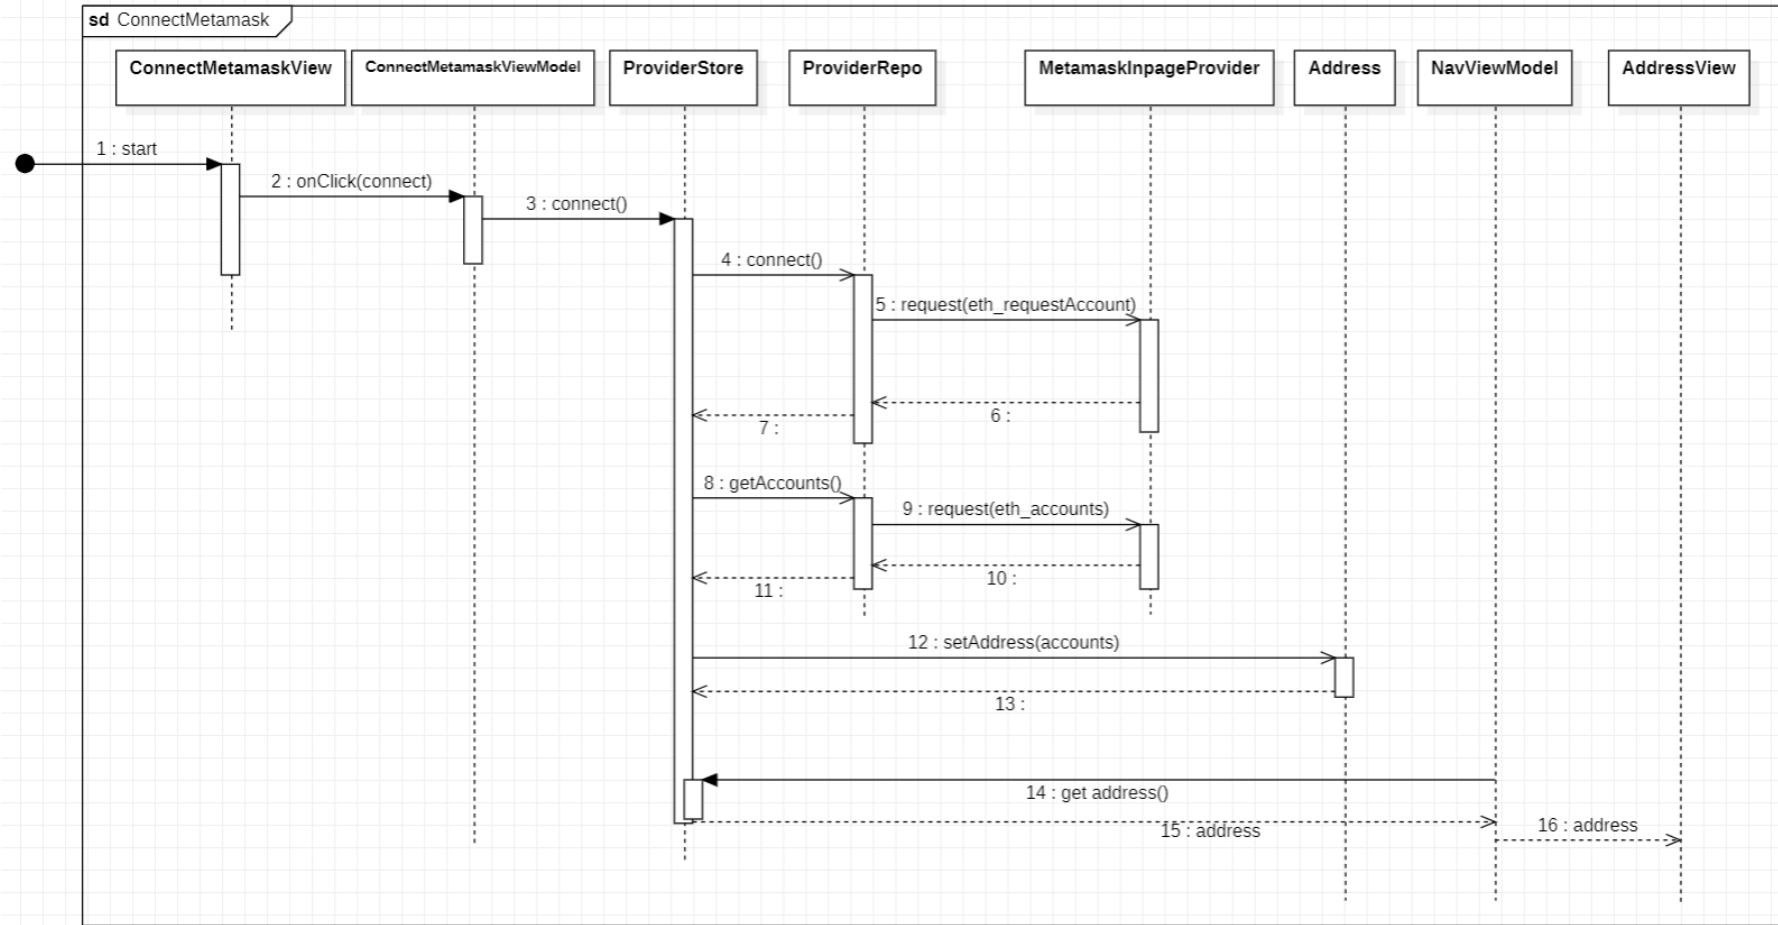 sd ConnectMetamask
ConnectMetamaskView
ConnectMetamaskViewModel
ProviderStore
ProviderRepo
MetamaskInpageProvider
Address
NavViewModel
AddressView
1 : start
2 : onClick(connect)
3 : connect()
4 : connect()
5 : request(eth_requestAccount)
6 :
7 :
8 : getAccounts()
9 : request(eth_accounts)
10 :
11 :
12 : setAddress(accounts)
13 :
14 : get address()
15 : address
16 : address